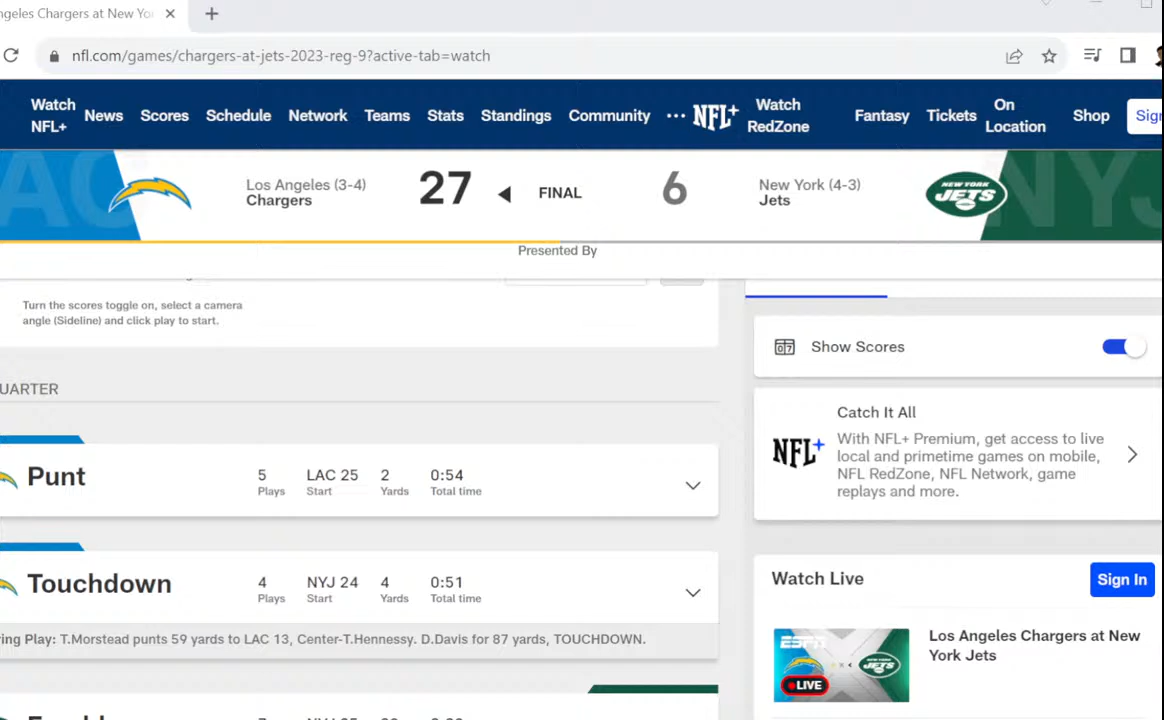 ngeles Chargers at New Yo
nfl.com/games/chargers-at-jets-2023-reg-9?active-tab=watch
Watch NFL+ News Scores Schedule Network Teams Stats Standings Community ... NFL+ Watch RedZone Fantasy Tickets On Location Shop Sign
AC
Los Angeles (3-4)
Chargers
27
FINAL
6
New York (4-3)
Jets
NEW YORK
JETS
NYJ
Presented By
Turn the scores toggle on, select a camera
angle (Sideline) and click play to start.
UARTER
Punt
5 LAC 25 2 0:54
Plays Start Yards Total time
Touchdown
4 NYJ 24 4 0:51
Plays Start Yards Total time
ing Play: T.Morstead punts 59 yards to LAC 13, Center-T.Hennessy. D.Davis for 87 yards, TOUCHDOWN.
07 Show Scores
Catch It All
NFL+
With NFL+ Premium, get access to live
local and primetime games on mobile,
NFL RedZone, NFL Network, game
replays and more.
Watch Live
Sign In
ESPN
JETS
LIVE
Los Angeles Chargers at New
York Jets